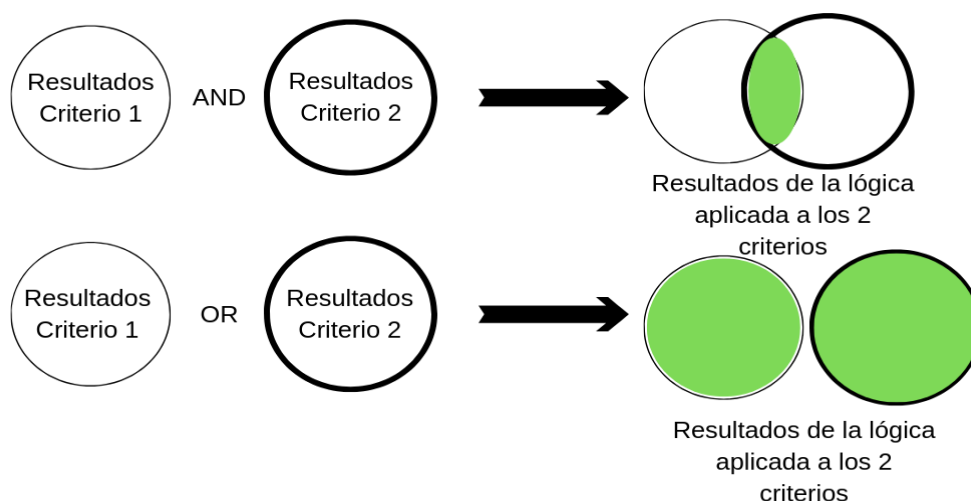 Resultados
Criterio 1
AND
Resultados
Criterio 2
Resultados de la lógica
aplicada a los 2
criterios
Resultados
Criterio 1
OR
Resultados
Criterio 2
Resultados de la lógica
aplicada a los 2
criterios